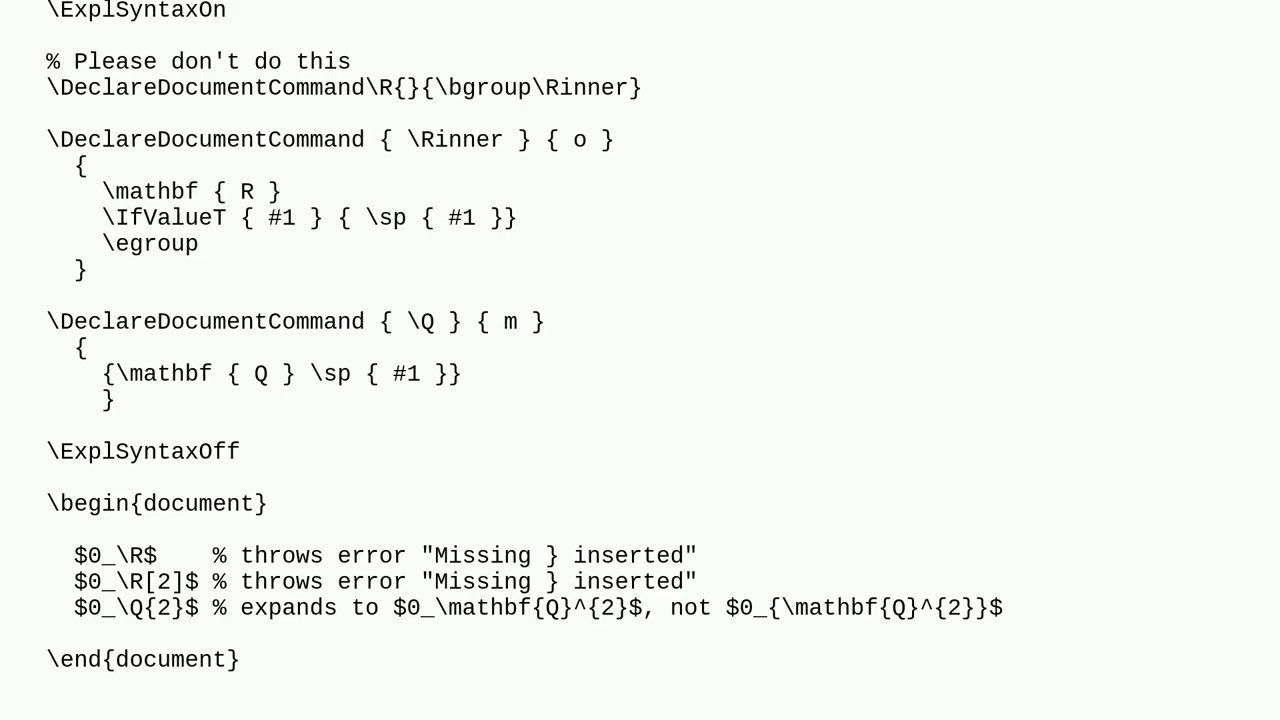 \ExplSyntaxOn
% Please don't do this
\DeclareDocumentCommand\R{}{\bgroup\Rinner}
\DeclareDocumentCommand { \Rinner } { o }
{
\mathbf { R }
\IfValueT { #1 } { \sp { #1 }}
\egroup
}
\DeclareDocumentCommand { \Q } { m }
{
{\mathbf { Q } \sp { #1 }}
}
\ExplSyntaxOff
\begin{document}
$0_\R$    % throws error "Missing } inserted"
$0_\R[2]$ % throws error "Missing } inserted"
$0_\Q{2}$ % expands to $0_\mathbf{Q}^{2}$, not $0_{\mathbf{Q}^{2}}$
\end{document}